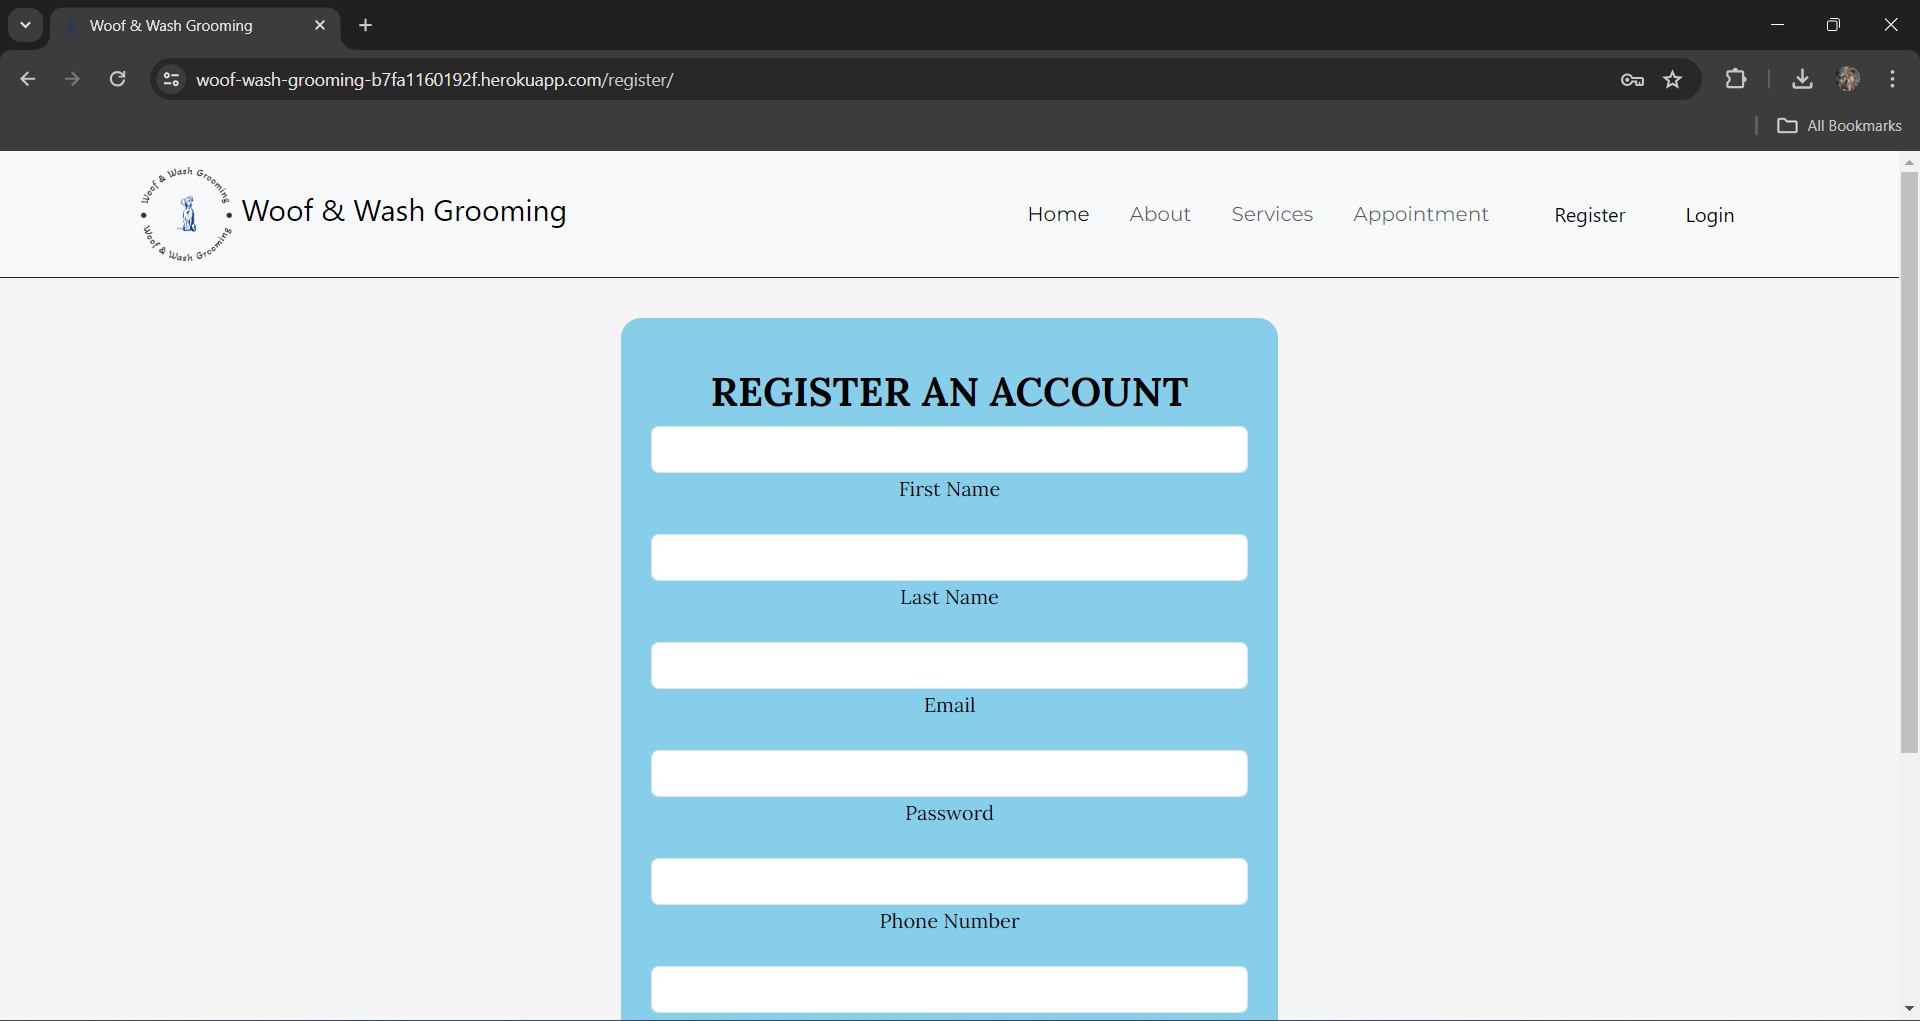 Woof & Wash Grooming
woof-wash-grooming-b7fa1160192f.herokuapp.com/register/
All Bookmarks
Woof & Wash Grooming
Woof & Wash Grooming
Woof & Wash Grooming
Home About Services Appointment Register Login
REGISTER AN ACCOUNT
First Name
Last Name
Email
Password
Phone Number